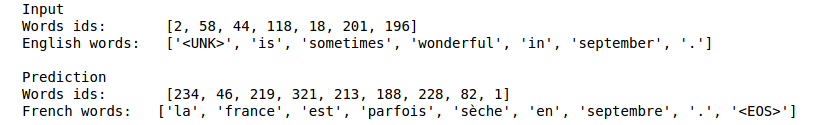 Input
Words ids: [2, 58, 44, 118, 18, 201, 196]
English words: ['<UNK>', 'is', 'sometimes', 'wonderful', 'in', 'september', '.']
Prediction
Words ids: [234, 46, 219, 321, 213, 188, 228, 82, 1]
French words: ['la', 'france', 'est', 'parfois', 'sèche', 'en', 'septembre', '.', '<EOS>']